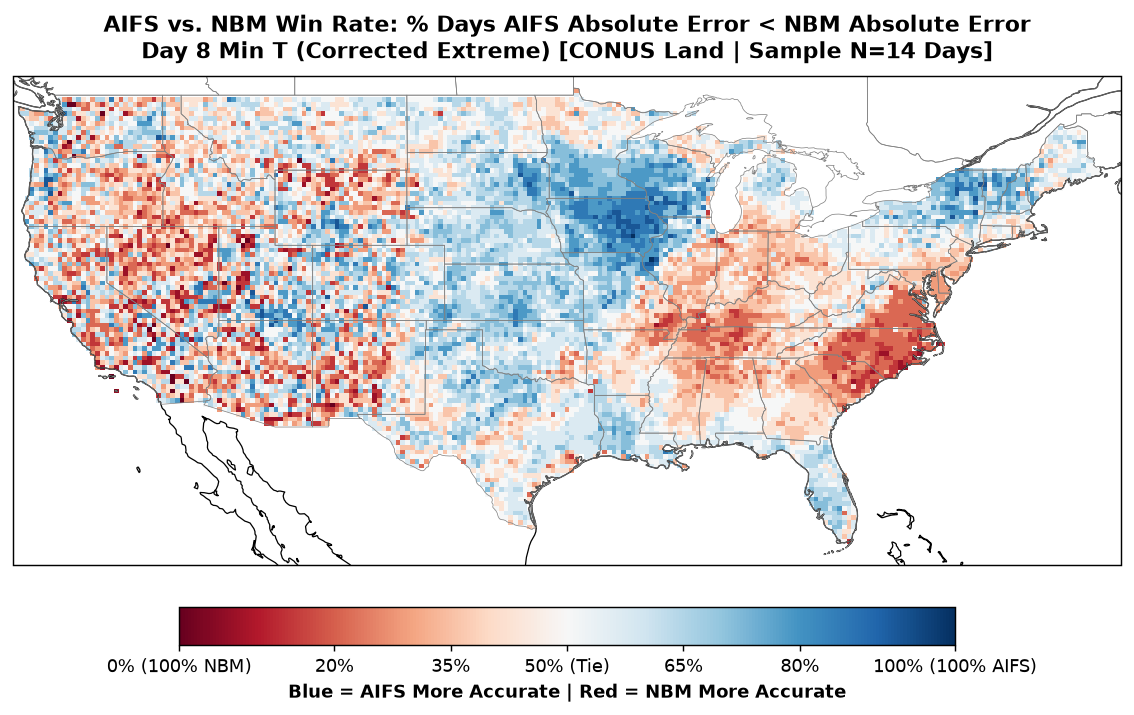 AIFS vs. NBM Win Rate: % Days AIFS Absolute Error < NBM Absolute Error
Day 8 Min T (Corrected Extreme) [CONUS Land | Sample N=14 Days]
0% (100% NBM) 20% 35% 50% (Tie) 65% 80% 100% (100% AIFS)
Blue = AIFS More Accurate | Red = NBM More Accurate